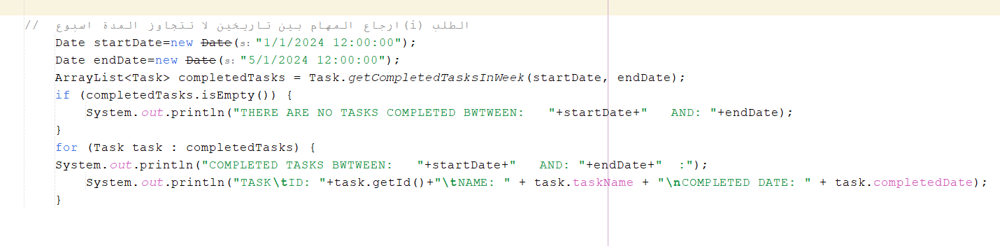 // الطلب (i) ارجاع المهام بين تاريخين لا تتجاوز المدة اسبوع
Date startDate=new Date(s: "1/1/2024 12:00:00");
Date endDate=new Date(s: "5/1/2024 12:00:00");
ArrayList<Task> completedTasks = Task.getCompletedTasksInWeek(startDate, endDate);
if (completedTasks.isEmpty()) {
System.out.println("THERE ARE NO TASKS COMPLETED BWTWEEN:   "+startDate+"   AND: "+endDate);
}
for (Task task : completedTasks) {
System.out.println("COMPLETED TASKS BWTWEEN:   "+startDate+"   AND: "+endDate+"  :");
System.out.println("TASK\tID: "+task.getId()+"\tNAME: " + task.taskName + "\nCOMPLETED DATE: " + task.completedDate);
}